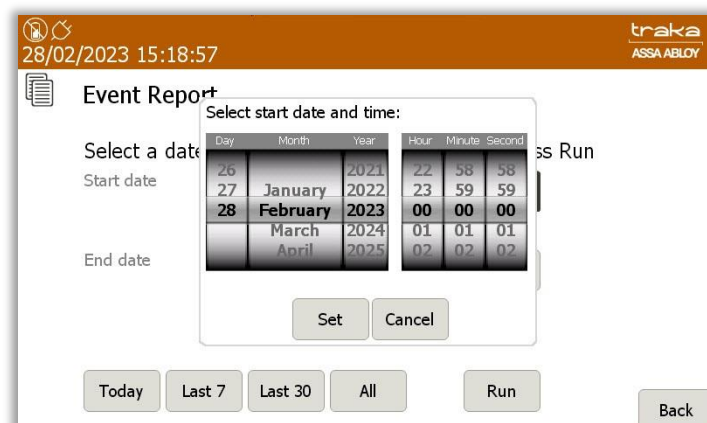 traka
28/02/2023 15:18:57
ASSA ABLOY
Event Report
Select start date and time:
Day Month Year Hour Minute Second
Select a date ss Run
26 2021 22 58 58
Start date
27 January 2022 23 59 59
28 February 2023 00 00 00
March 2024 01 01 01
April 2025 02 02 02
End date
Set Cancel
Today Last 7 Last 30 All Run
Back